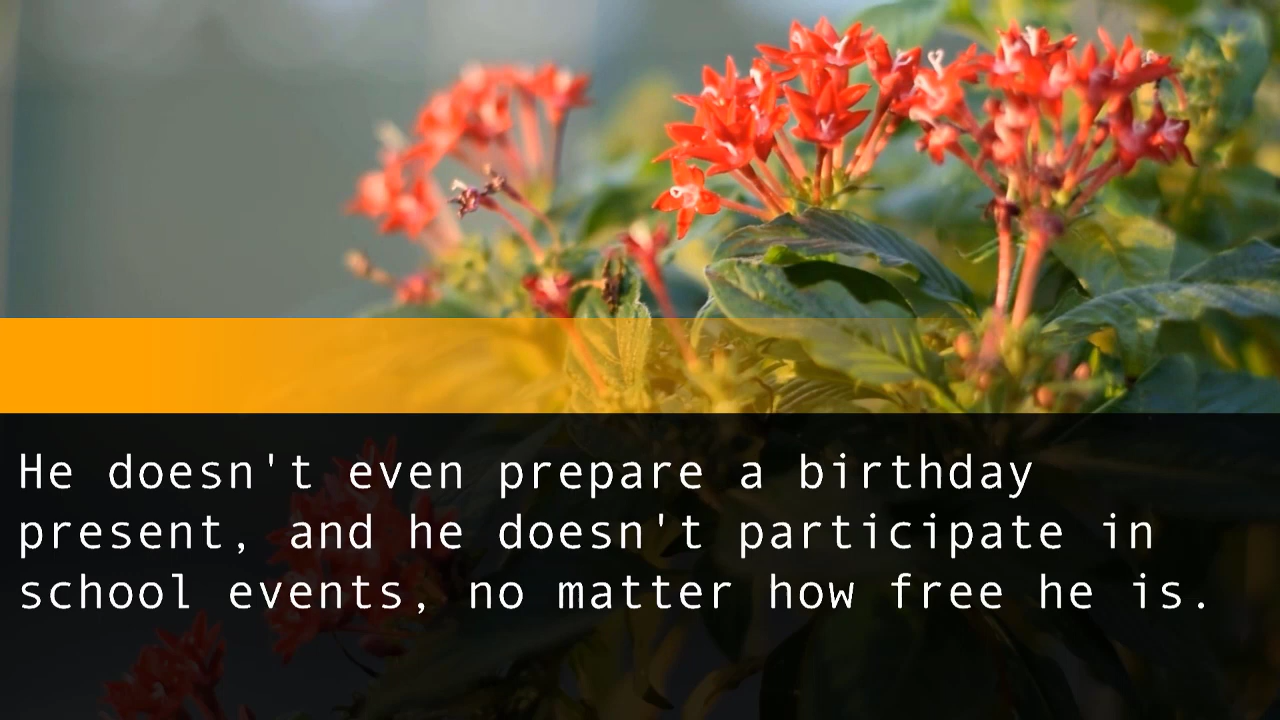 He doesn't even prepare a birthday
present, and he doesn't participate in
school events, no matter how free he is.